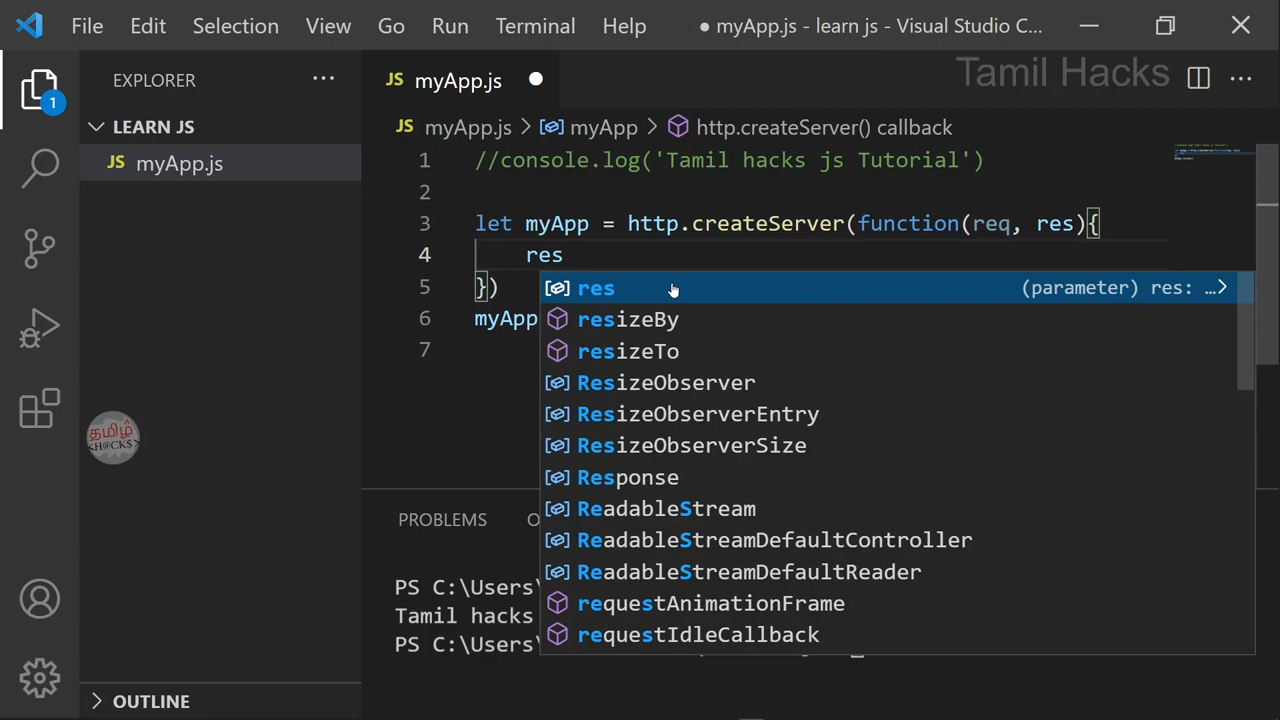 File Edit Selection View Go Run Terminal Help ● myApp.js - learn js - Visual Studio C...
EXPLORER ...
JS myApp.js
Tamil Hacks
1
LEARN JS
JS myApp.js > myApp > http.createServer() callback
JS myApp.js
1 //console.log('Tamil hacks js Tutorial')
2
3 let myApp = http.createServer(function(req, res){
4 res
5 })
6 myApp
7
res (parameter) res: …>
resizeBy
resizeTo
ResizeObserver
ResizeObserverEntry
ResizeObserverSize
Response
ReadableStream
ReadableStreamDefaultController
ReadableStreamDefaultReader
requestAnimationFrame
requestIdleCallback
தமிழ்
<H@CK$>
PROBLEMS O
PS C:\Users\
Tamil hacks
PS C:\Users\
OUTLINE